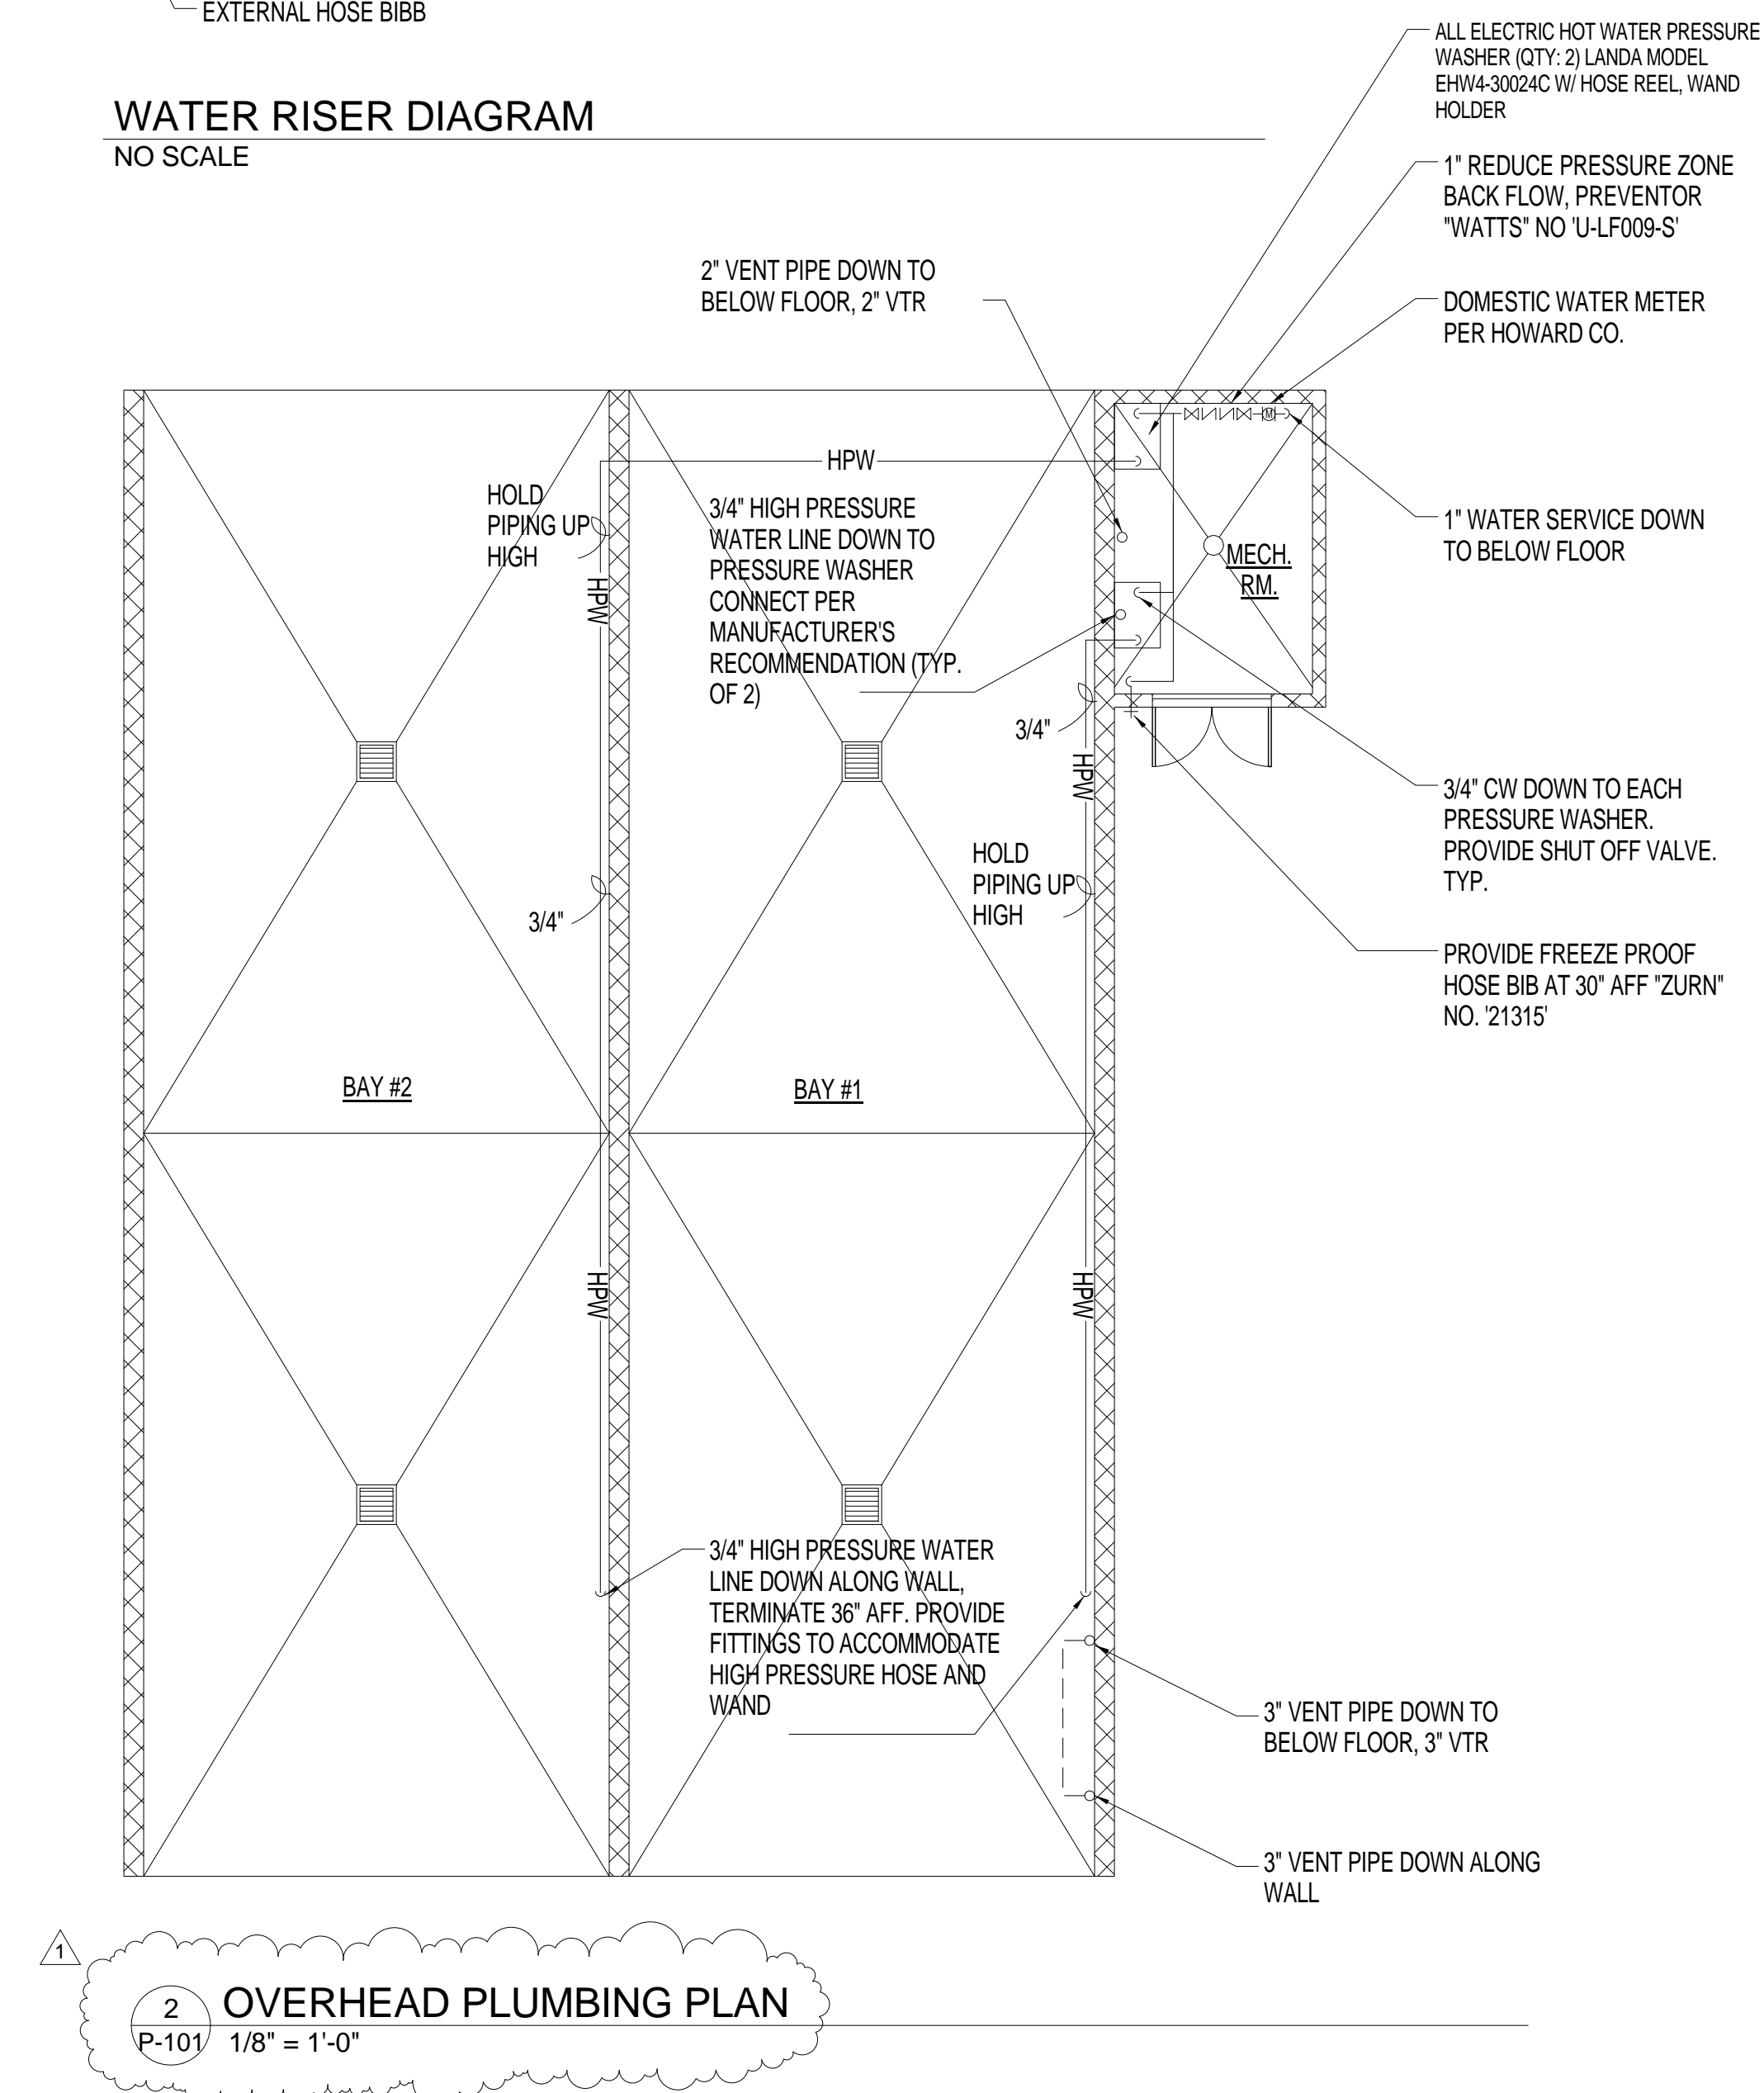 EXTERNAL HOSE BIBB
WATER RISER DIAGRAM
NO SCALE
ALL ELECTRIC HOT WATER PRESSURE
WASHER (QTY: 2) LANDA MODEL
EHW4-30024C W/ HOSE REEL, WAND
HOLDER
1" REDUCE PRESSURE ZONE
BACK FLOW, PREVENTOR
"WATTS" NO 'U-LF009-S'
2" VENT PIPE DOWN TO
BELOW FLOOR, 2" VTR
DOMESTIC WATER METER
PER HOWARD CO.
M
HPW
HOLD
PIPING UP
HIGH
3/4" HIGH PRESSURE
WATER LINE DOWN TO
PRESSURE WASHER
CONNECT PER
MANUFACTURER'S
RECOMMENDATION (TYP.
OF 2)
1" WATER SERVICE DOWN
TO BELOW FLOOR
MECH.
RM.
HPW
3/4"
HPW
3/4" CW DOWN TO EACH
PRESSURE WASHER.
PROVIDE SHUT OFF VALVE.
TYP.
HOLD
PIPING UP
HIGH
3/4"
PROVIDE FREEZE PROOF
HOSE BIB AT 30" AFF "ZURN"
NO. '21315'
BAY #2
BAY #1
HPW
HPW
3/4" HIGH PRESSURE WATER
LINE DOWN ALONG WALL,
TERMINATE 36" AFF. PROVIDE
FITTINGS TO ACCOMMODATE
HIGH PRESSURE HOSE AND
WAND
3" VENT PIPE DOWN TO
BELOW FLOOR, 3" VTR
3" VENT PIPE DOWN ALONG
WALL
1
2
OVERHEAD PLUMBING PLAN
P-101
1/8" = 1'-0"